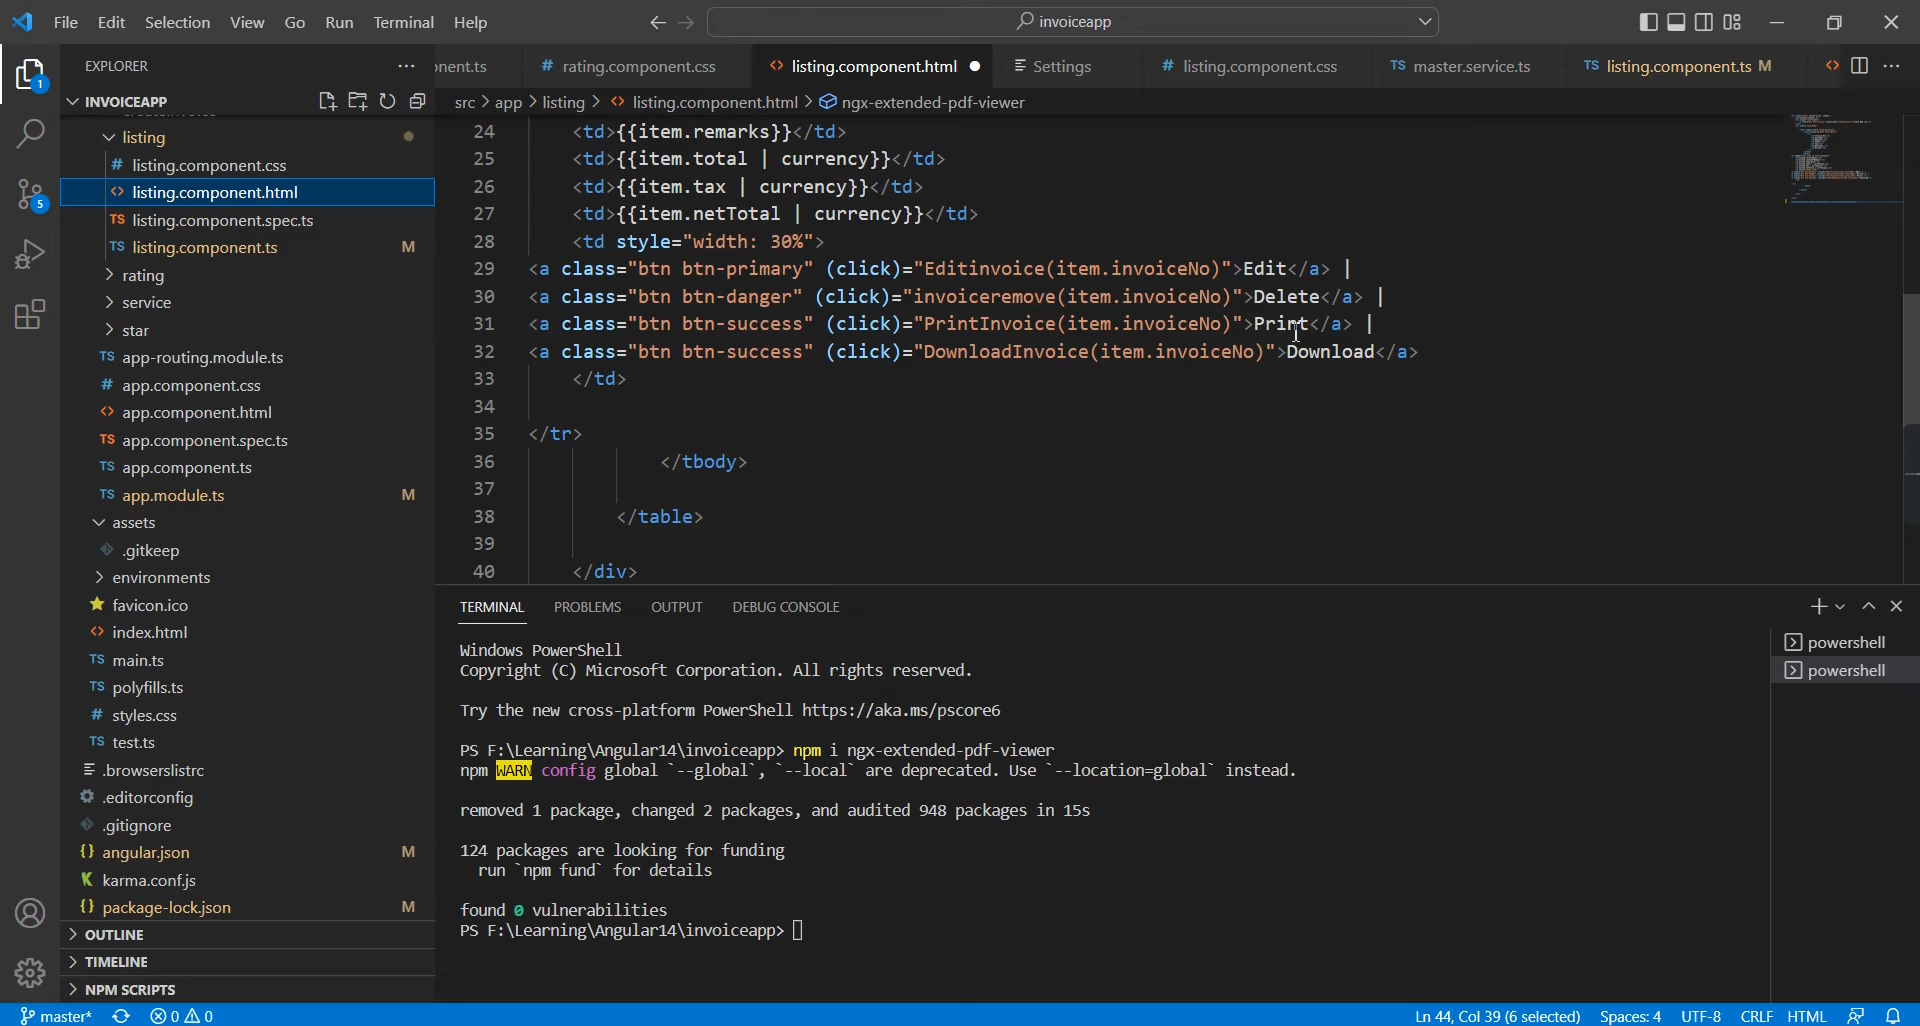 File Edit Selection View Go Run Terminal Help
invoiceapp
EXPLORER
nent.ts
rating.component.css
listing.component.html
Settings
listing.component.css
master.service.ts
listing.component.ts M
INVOICEAPP
src > app > listing > listing.component.html > ngx-extended-pdf-viewer
listing
listing.component.css
listing.component.html
listing.component.spec.ts
listing.component.ts M
rating
service
star
app-routing.module.ts
app.component.css
app.component.html
app.component.spec.ts
app.component.ts
app.module.ts M
assets
.gitkeep
environments
favicon.ico
index.html
main.ts
polyfills.ts
styles.css
test.ts
.browserslistrc
.editorconfig
.gitignore
angular.json M
karma.conf.js
package-lock.json M
OUTLINE
TIMELINE
NPM SCRIPTS
1
5
24 <td>{{item.remarks}}</td>
25 <td>{{item.total | currency}}</td>
26 <td>{{item.tax | currency}}</td>
27 <td>{{item.netTotal | currency}}</td>
28 <td style="width: 30%">
29 <a class="btn btn-primary" (click)="Editinvoice(item.invoiceNo)">Edit</a> |
30 <a class="btn btn-danger" (click)="invoiceremove(item.invoiceNo)">Delete</a> |
31 <a class="btn btn-success" (click)="PrintInvoice(item.invoiceNo)">Print</a> |
32 <a class="btn btn-success" (click)="DownloadInvoice(item.invoiceNo)">Download</a>
33 </td>
34
35 </tr>
36 </tbody>
37
38 </table>
39
40 </div>
TERMINAL PROBLEMS OUTPUT DEBUG CONSOLE
powershell
powershell
Windows PowerShell
Copyright (C) Microsoft Corporation. All rights reserved.
Try the new cross-platform PowerShell https://aka.ms/pscore6
PS F:\Learning\Angular14\invoiceapp> npm i ngx-extended-pdf-viewer
npm WARN config global `--global`, `--local` are deprecated. Use `--location=global` instead.
removed 1 package, changed 2 packages, and audited 948 packages in 15s
124 packages are looking for funding
run `npm fund` for details
found 0 vulnerabilities
PS F:\Learning\Angular14\invoiceapp>
master* 0 0 Ln 44, Col 39 (6 selected) Spaces: 4 UTF-8 CRLF HTML